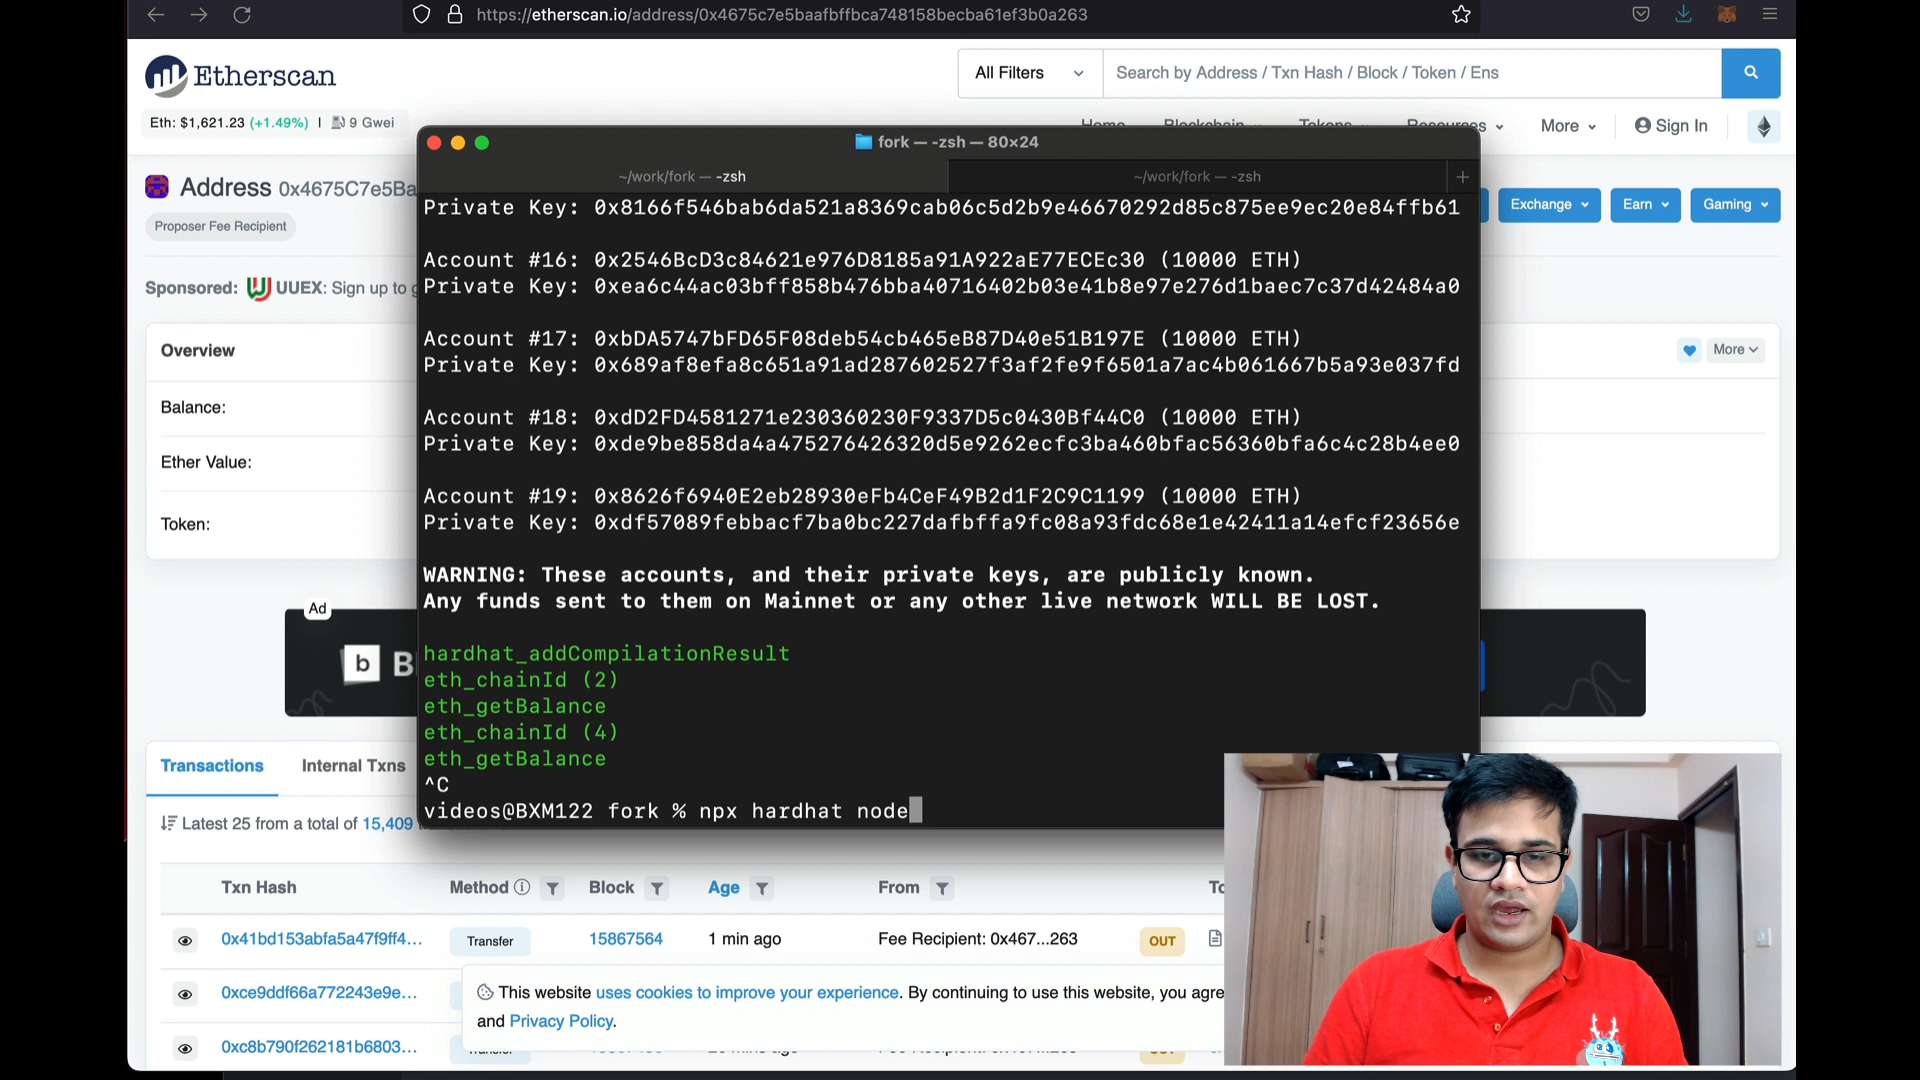 https://etherscan.io/address/0x4675c7e5baafbffbca748158becba61ef3b0a263
Etherscan
All Filters
Search by Address / Txn Hash / Block / Token / Ens
Eth: $1,621.23 (+1.49%) | 9 Gwei
Home Blockchain Tokens Resources More Sign In
fork — -zsh — 80×24
~/work/fork — -zsh
~/work/fork — -zsh
Address 0x4675C7e5Ba
Exchange Earn Gaming
Proposer Fee Recipient
Sponsored: UUEX: Sign up to g
Overview
More
Balance:
Ether Value:
Token:
Private Key: 0x8166f546bab6da521a8369cab06c5d2b9e46670292d85c875ee9ec20e84ffb61
Account #16: 0x2546BcD3c84621e976D8185a91A922aE77ECEc30 (10000 ETH)
Private Key: 0xea6c44ac03bff858b476bba40716402b03e41b8e97e276d1baec7c37d42484a0
Account #17: 0xbDA5747bFD65F08deb54cb465eB87D40e51B197E (10000 ETH)
Private Key: 0x689af8efa8c651a91ad287602527f3af2fe9f6501a7ac4b061667b5a93e037fd
Account #18: 0xdD2FD4581271e230360230F9337D5c0430Bf44C0 (10000 ETH)
Private Key: 0xde9be858da4a475276426320d5e9262ecfc3ba460bfac56360bfa6c4c28b4ee0
Account #19: 0x8626f6940E2eb28930eFb4CeF49B2d1F2C9C1199 (10000 ETH)
Private Key: 0xdf57089febbacf7ba0bc227dafbffa9fc08a93fdc68e1e42411a14efcf23656e
WARNING: These accounts, and their private keys, are publicly known.
Any funds sent to them on Mainnet or any other live network WILL BE LOST.
hardhat_addCompilationResult
eth_chainId (2)
eth_getBalance
eth_chainId (4)
eth_getBalance
^C
videos@BXM122 fork % npx hardhat node
Ad
b B
Transactions Internal Txns
Latest 25 from a total of 15,409
Txn Hash Method Block Age From To
0x41bd153abfa5a47f9ff4... Transfer 15867564 1 min ago Fee Recipient: 0x467...263 OUT
0xce9ddf66a772243e9e...
This website uses cookies to improve your experience. By continuing to use this website, you agre
and Privacy Policy.
0xc8b790f262181b6803...